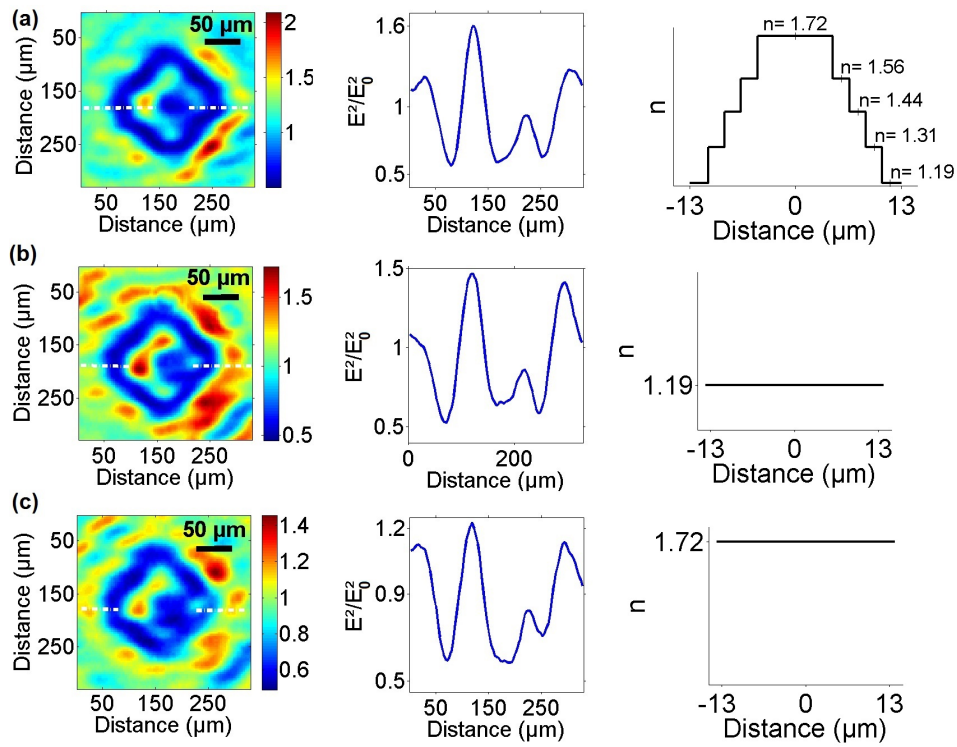 (a)
50 µm
2
1.5
1
50
150
250
Distance (µm)
50 150 250
Distance (µm)
1.6
1
0.5
E²/E₀²
50 150 250
Distance (µm)
n
n= 1.72
n= 1.56
n= 1.44
n= 1.31
n= 1.19
-13 0 13
Distance (µm)
(b)
50 µm
1.5
1
0.5
50
150
250
Distance (µm)
50 150 250
Distance (µm)
1.5
1
0.5
E²/E₀²
0 200
Distance (µm)
n
1.19
-13 0 13
Distance (µm)
(c)
50 µm
1.4
1.2
1
0.8
0.6
50
150
250
Distance (µm)
50 150 250
Distance (µm)
1.2
0.9
0.5
E²/E₀²
50 150 250
Distance (µm)
n
1.72
-13 0 13
Distance (µm)